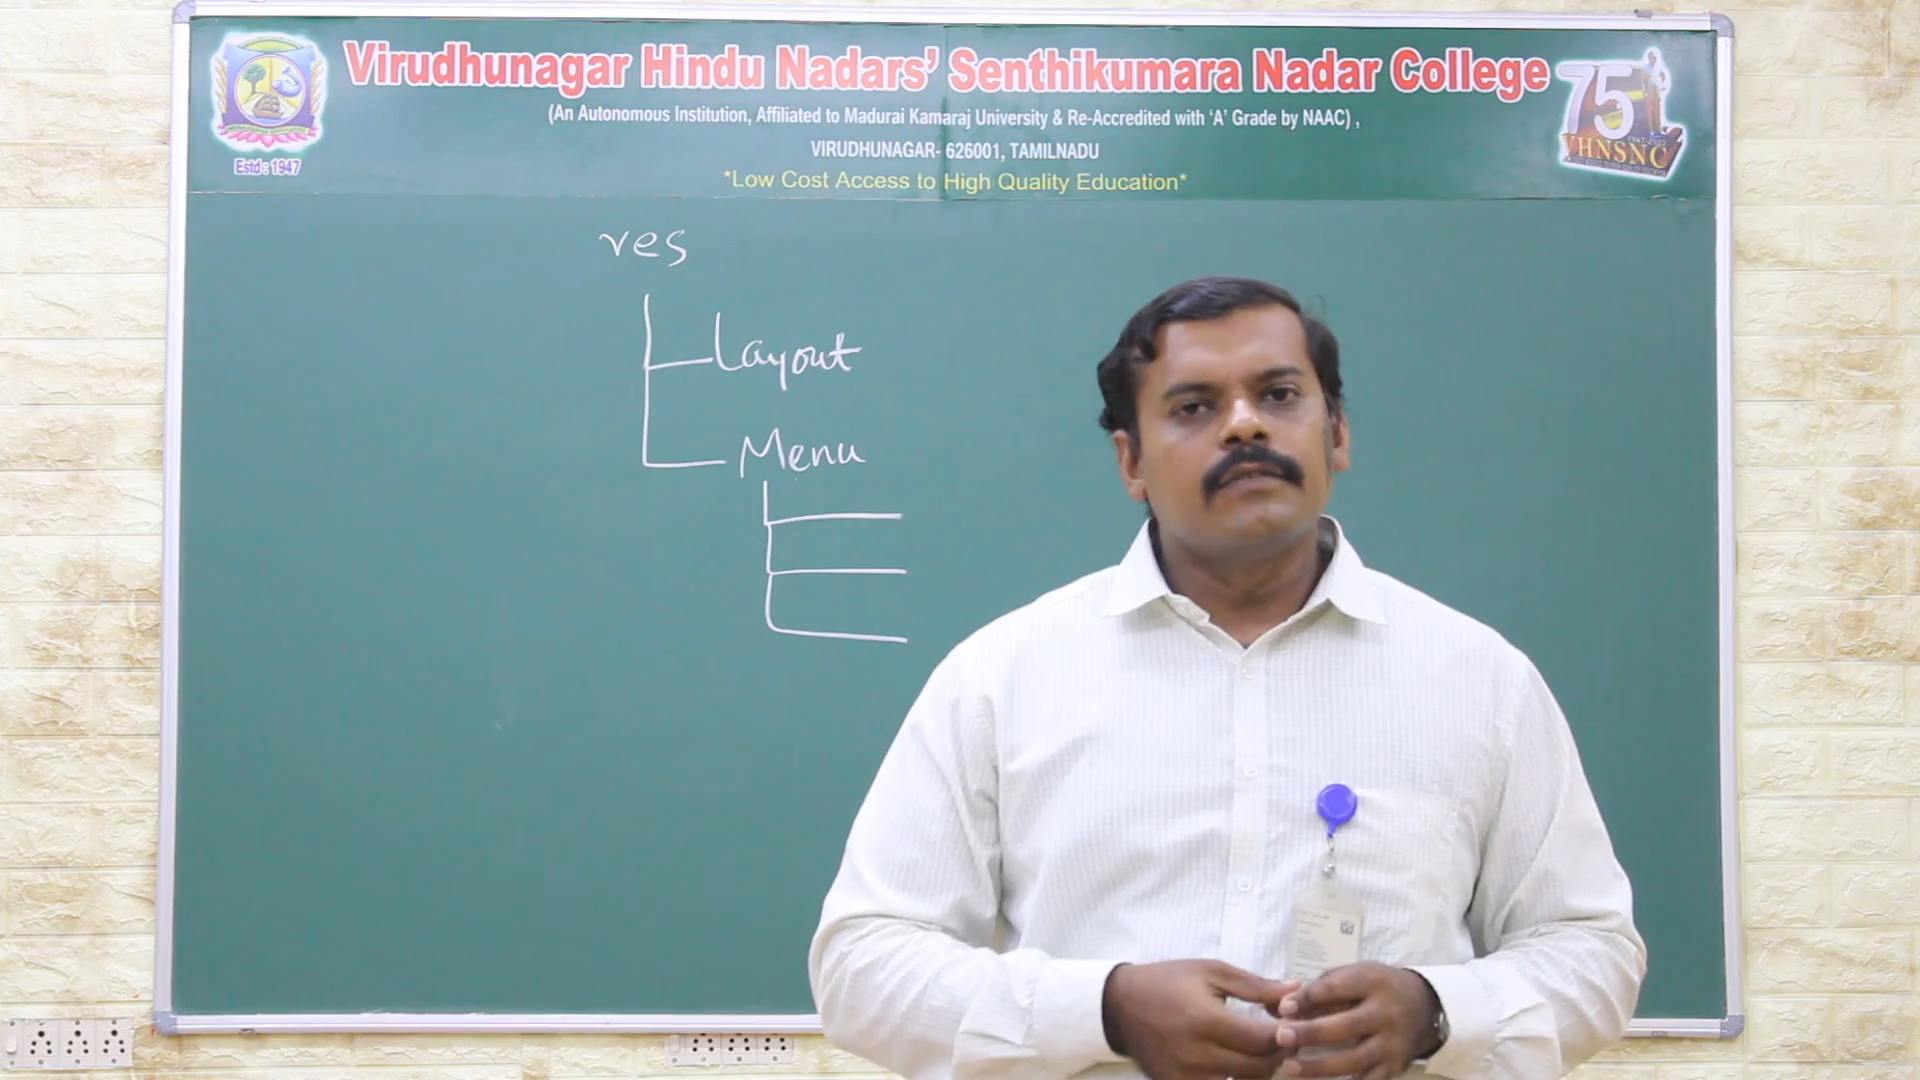 Virudhunagar Hindu Nadars' Senthikumara Nadar College
(An Autonomous Institution, Affiliated to Madurai Kamaraj University & Re-Accredited with 'A' Grade by NAAC) ,
VIRUDHUNAGAR- 626001, TAMILNADU
*Low Cost Access to High Quality Education*
Estd : 1947
75
VHNSNC
res
Layout
Menu